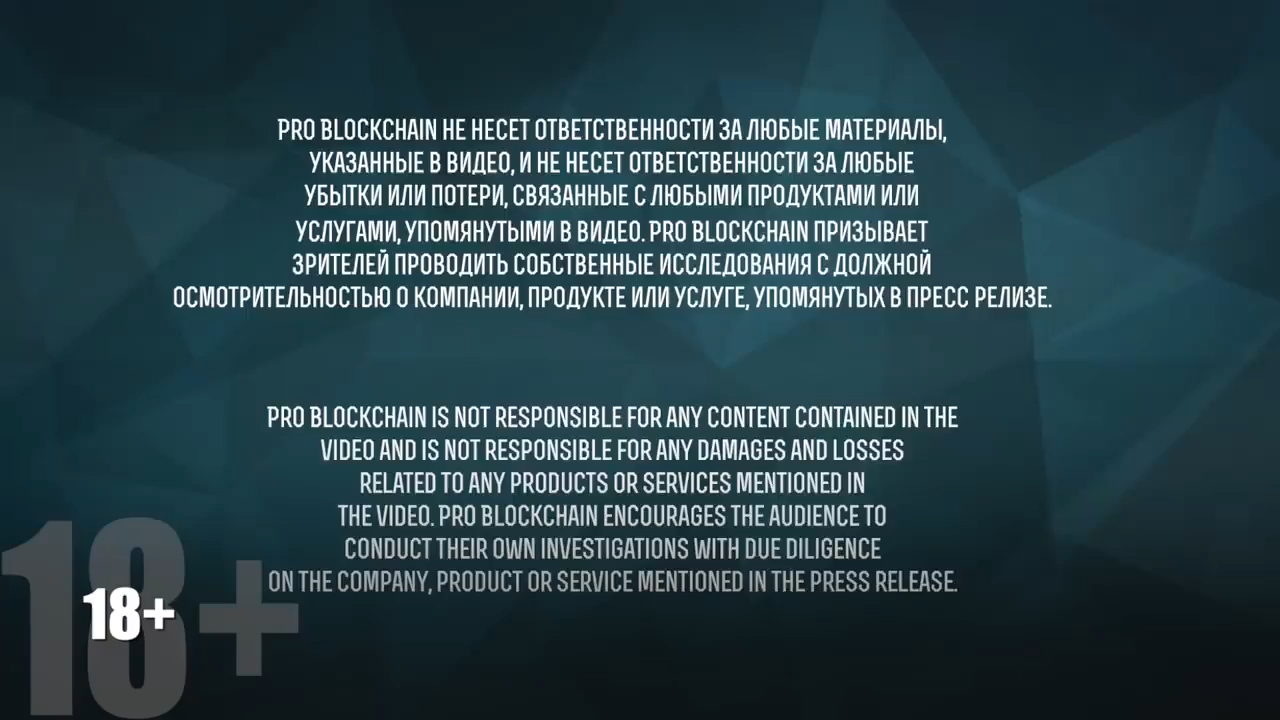 PRO BLOCKCHAIN НЕ НЕСЕТ ОТВЕТСТВЕННОСТИ ЗА ЛЮБЫЕ МАТЕРИАЛЫ,
УКАЗАННЫЕ В ВИДЕО, И НЕ НЕСЕТ ОТВЕТСТВЕННОСТИ ЗА ЛЮБЫЕ
УБЫТКИ ИЛИ ПОТЕРИ, СВЯЗАННЫЕ С ЛЮБЫМИ ПРОДУКТАМИ ИЛИ
УСЛУГАМИ, УПОМЯНУТЫМИ В ВИДЕО. PRO BLOCKCHAIN ПРИЗЫВАЕТ
ЗРИТЕЛЕЙ ПРОВОДИТЬ СОБСТВЕННЫЕ ИССЛЕДОВАНИЯ С ДОЛЖНОЙ
ОСМОТРИТЕЛЬНОСТЬЮ О КОМПАНИИ, ПРОДУКТЕ ИЛИ УСЛУГЕ, УПОМЯНУТЫХ В ПРЕСС РЕЛИЗЕ.
PRO BLOCKCHAIN IS NOT RESPONSIBLE FOR ANY CONTENT CONTAINED IN THE
VIDEO AND IS NOT RESPONSIBLE FOR ANY DAMAGES AND LOSSES
RELATED TO ANY PRODUCTS OR SERVICES MENTIONED IN
THE VIDEO. PRO BLOCKCHAIN ENCOURAGES THE AUDIENCE TO
CONDUCT THEIR OWN INVESTIGATIONS WITH DUE DILIGENCE
ON THE COMPANY, PRODUCT OR SERVICE MENTIONED IN THE PRESS RELEASE.
18+
18+